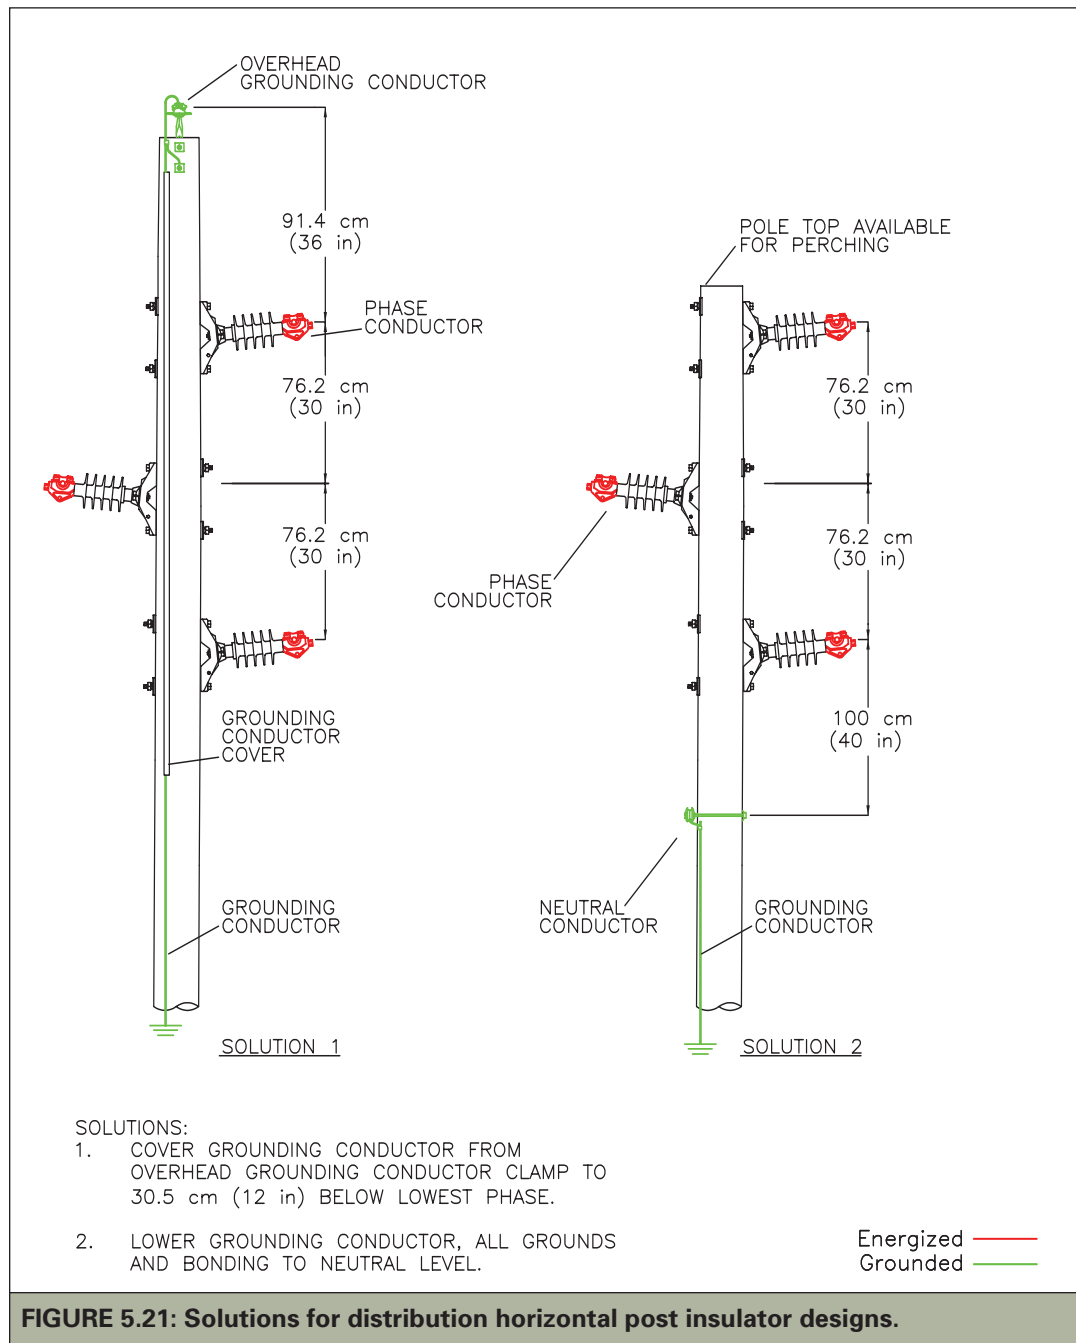 OVERHEAD
GROUNDING CONDUCTOR
91.4 cm
(36 in)
PHASE
CONDUCTOR
76.2 cm
(30 in)
76.2 cm
(30 in)
GROUNDING
CONDUCTOR
COVER
GROUNDING
CONDUCTOR
SOLUTION 1
POLE TOP AVAILABLE
FOR PERCHING
76.2 cm
(30 in)
76.2 cm
(30 in)
PHASE
CONDUCTOR
100 cm
(40 in)
NEUTRAL
CONDUCTOR
GROUNDING
CONDUCTOR
SOLUTION 2
SOLUTIONS:
1. COVER GROUNDING CONDUCTOR FROM
OVERHEAD GROUNDING CONDUCTOR CLAMP TO
30.5 cm (12 in) BELOW LOWEST PHASE.
2. LOWER GROUNDING CONDUCTOR, ALL GROUNDS
AND BONDING TO NEUTRAL LEVEL.
Energized
Grounded
FIGURE 5.21: Solutions for distribution horizontal post insulator designs.